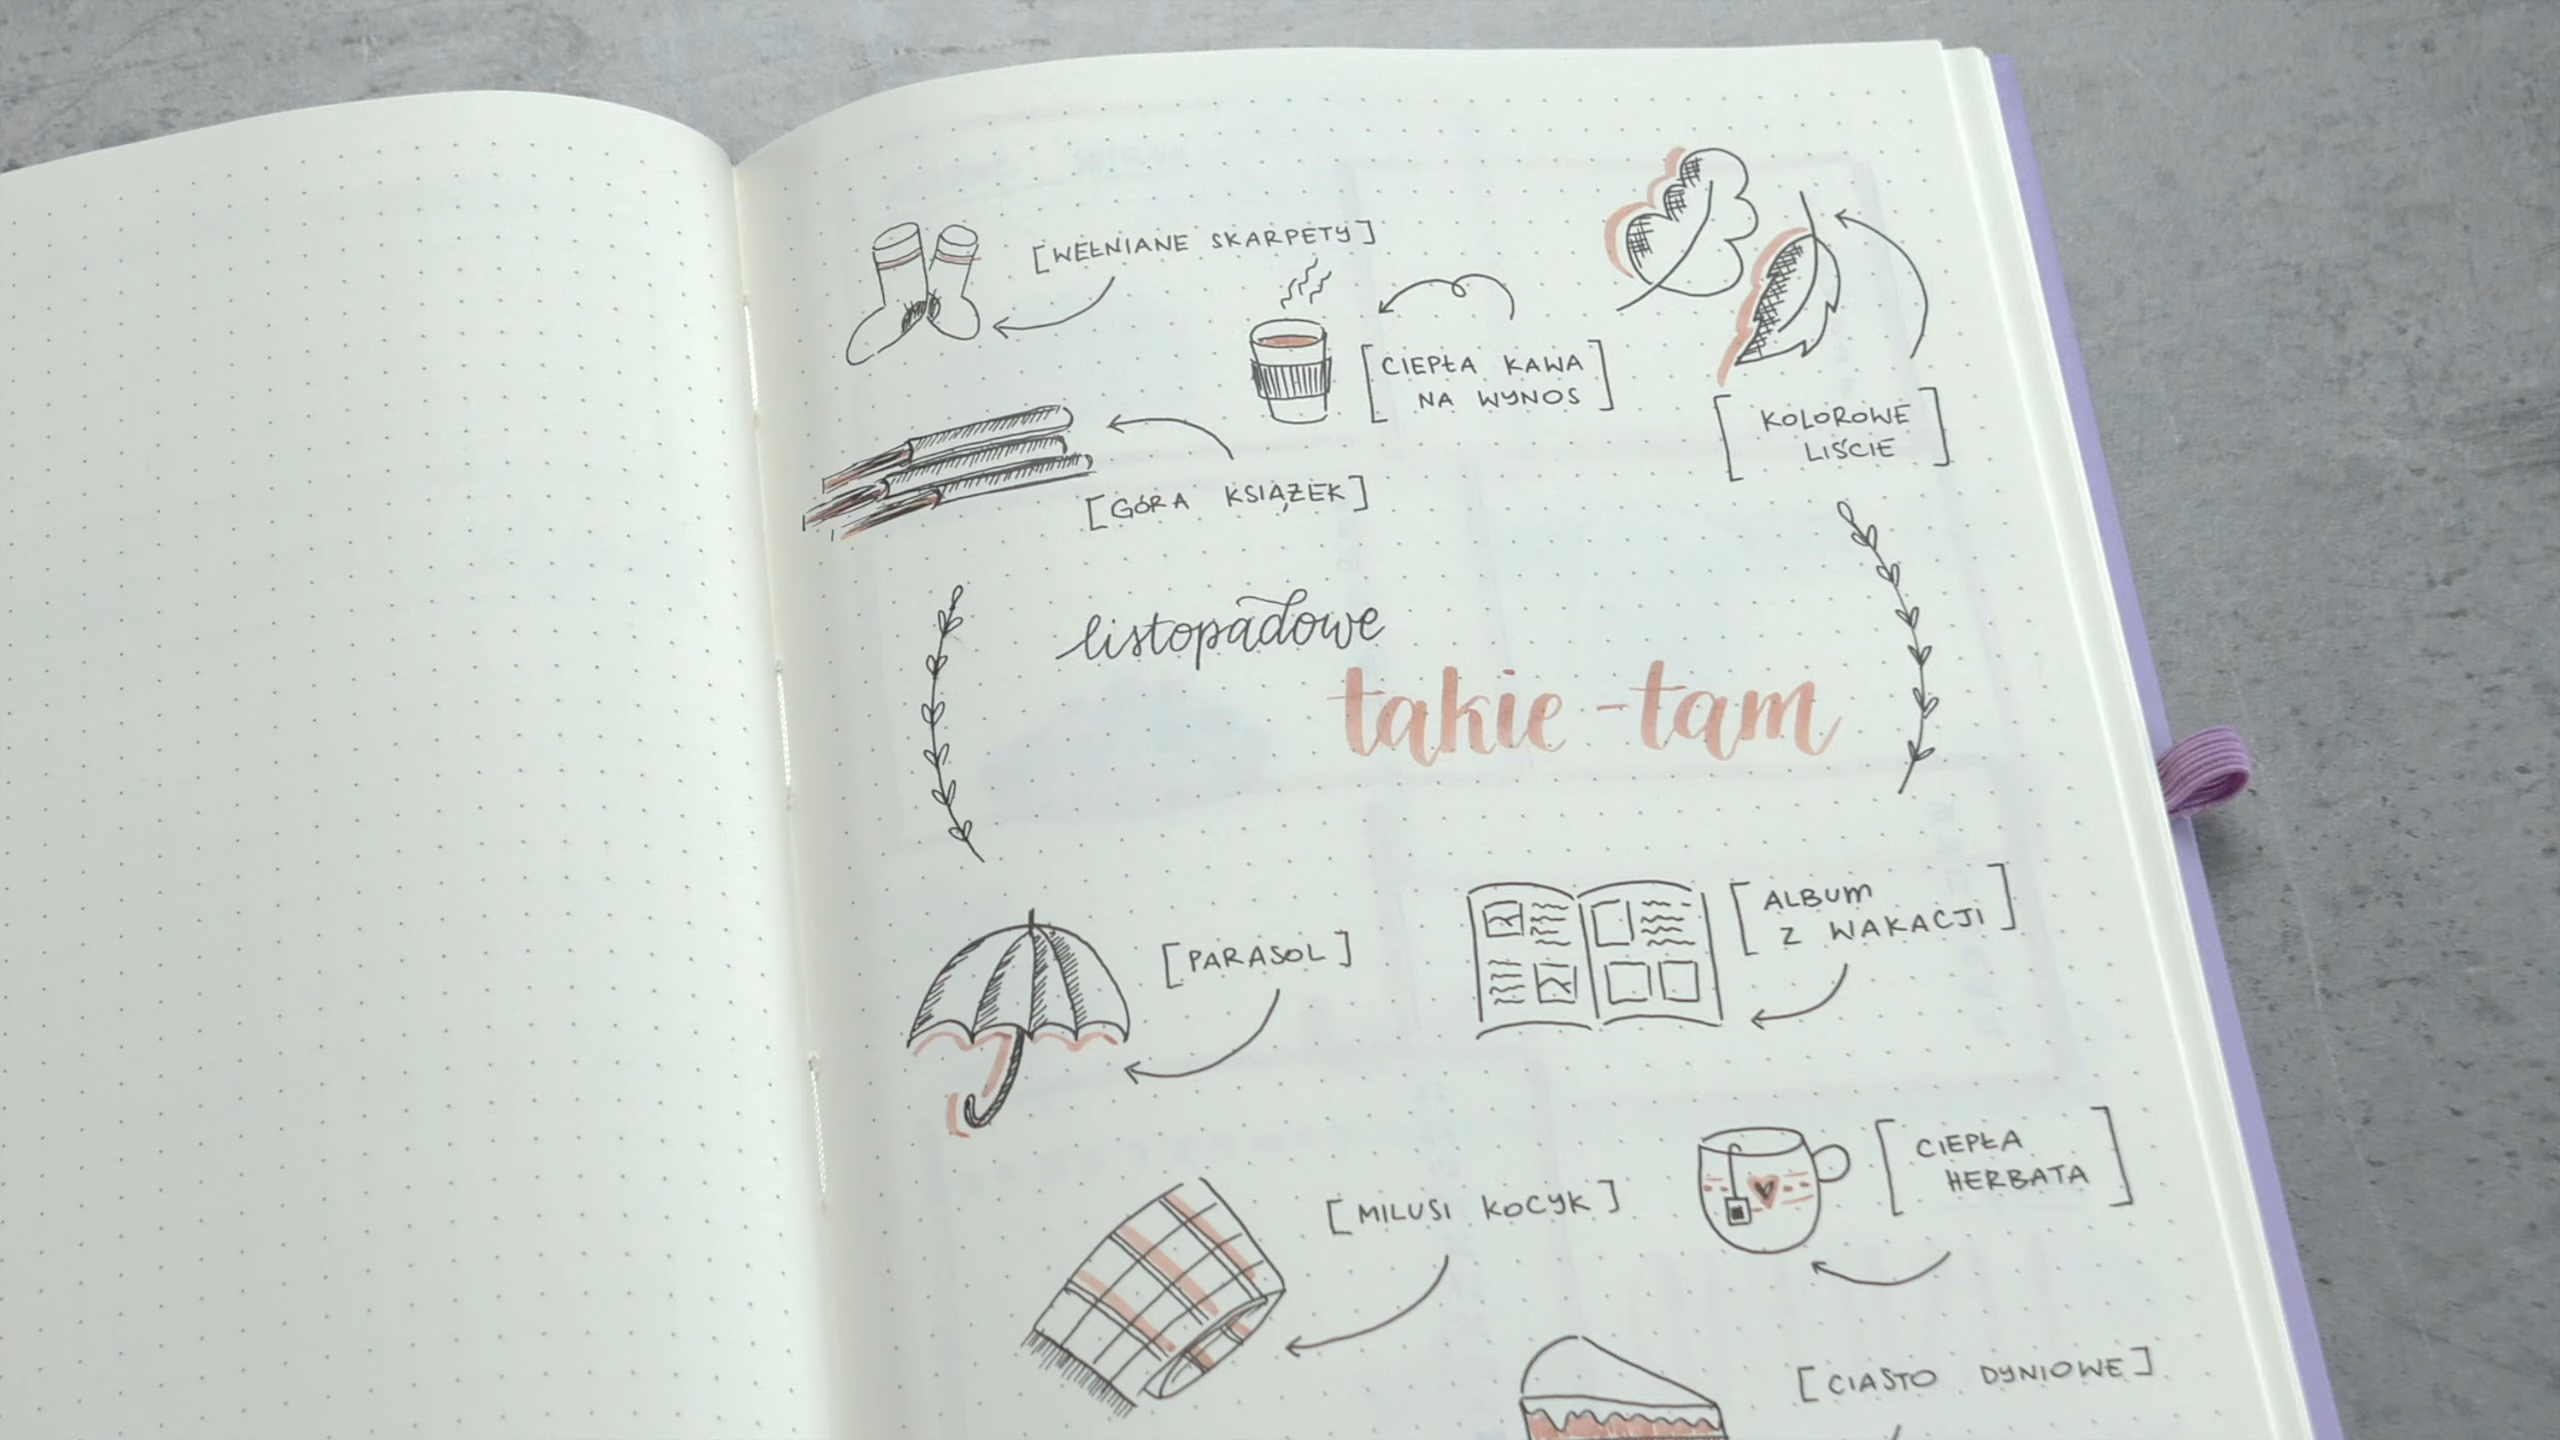 [WEŁNIANE SKARPETY]
[CIEPŁA KAWA
NA WYNOS]
[KOLOROWE
LIŚCIE]
[GÓRA KSIĄŻEK]
listopadowe
takie-tam
[PARASOL]
[ALBUM
Z WAKACJI]
[MILUSI KOCYK]
[CIEPŁA
HERBATA]
[CIASTO DYNIOWE]